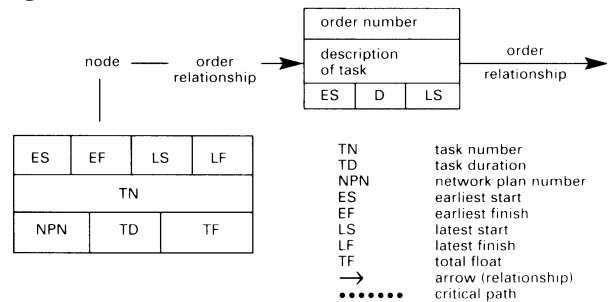 order number
description
of task
ES D LS
node
order
relationship
order
relationship
ES EF LS LF
TN
NPN TD TF
TN task number
TD task duration
NPN network plan number
ES earliest start
EF earliest finish
LS latest start
LF latest finish
TF total float
→ arrow (relationship)
••••••• critical path